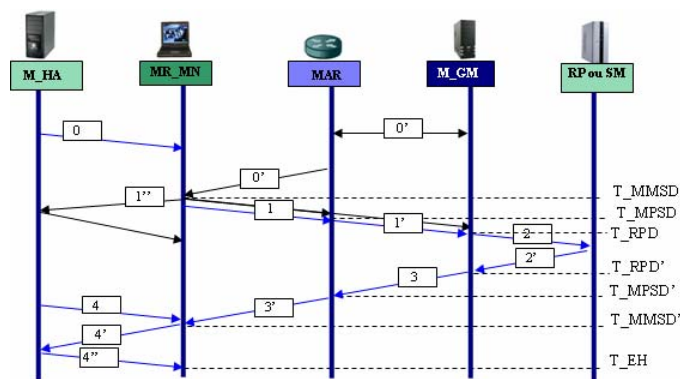 M_HA
MR_MN
MAR
M_GM
RP ou SM
0
0'
0'
1''
1
1'
2
2'
3
3'
4
4'
4''
T_MMSD
T_MPSD
T_RPD
T_RPD'
T_MPSD'
T_MMSD'
T_EH